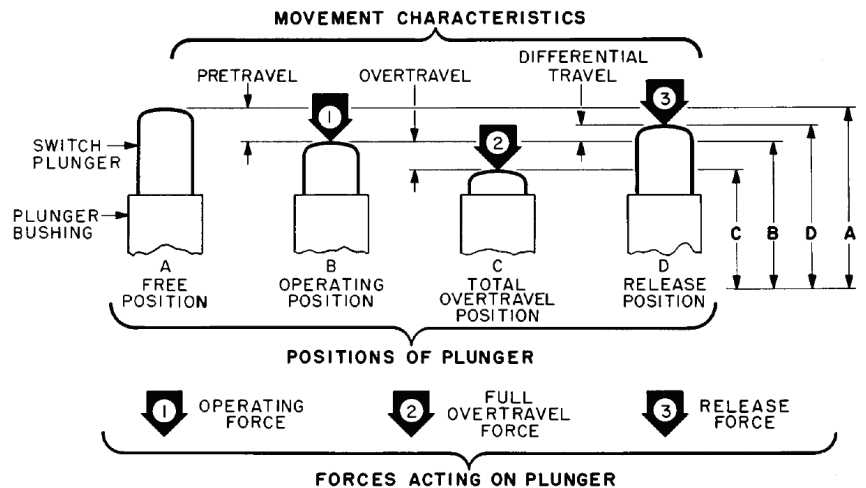 MOVEMENT CHARACTERISTICS
PRETRAVEL
OVERTRAVEL
DIFFERENTIAL
TRAVEL
1
2
3
SWITCH
PLUNGER
PLUNGER
BUSHING
A
FREE
POSITION
B
OPERATING
POSITION
C
TOTAL
OVERTRAVEL
POSITION
D
RELEASE
POSITION
C
B
D
A
POSITIONS OF PLUNGER
1
OPERATING
FORCE
2
FULL
OVERTRAVEL
FORCE
3
RELEASE
FORCE
FORCES ACTING ON PLUNGER